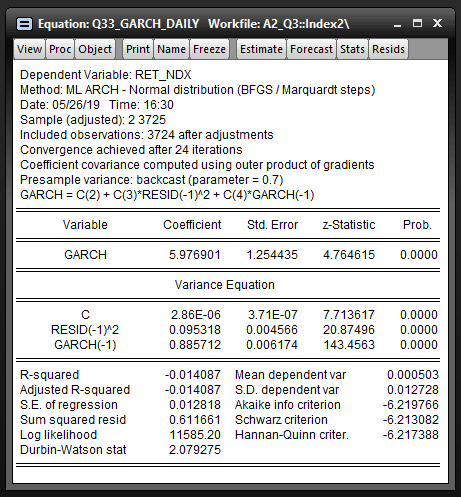 Equation: Q33_GARCH_DAILY Workfile: A2_Q3::Index2\
View Proc Object Print Name Freeze Estimate Forecast Stats Resids
Dependent Variable: RET_NDX
Method: ML ARCH - Normal distribution (BFGS / Marquardt steps)
Date: 05/26/19 Time: 16:30
Sample (adjusted): 2 3725
Included observations: 3724 after adjustments
Convergence achieved after 24 iterations
Coefficient covariance computed using outer product of gradients
Presample variance: backcast (parameter = 0.7)
GARCH = C(2) + C(3)*RESID(-1)^2 + C(4)*GARCH(-1)
Variable Coefficient Std. Error z-Statistic Prob.
GARCH 5.976901 1.254435 4.764615 0.0000
Variance Equation
C 2.86E-06 3.71E-07 7.713617 0.0000
RESID(-1)^2 0.095318 0.004566 20.87496 0.0000
GARCH(-1) 0.885712 0.006174 143.4563 0.0000
R-squared -0.014087 Mean dependent var 0.000503
Adjusted R-squared -0.014087 S.D. dependent var 0.012728
S.E. of regression 0.012818 Akaike info criterion -6.219766
Sum squared resid 0.611661 Schwarz criterion -6.213082
Log likelihood 11585.20 Hannan-Quinn criter. -6.217388
Durbin-Watson stat 2.079275